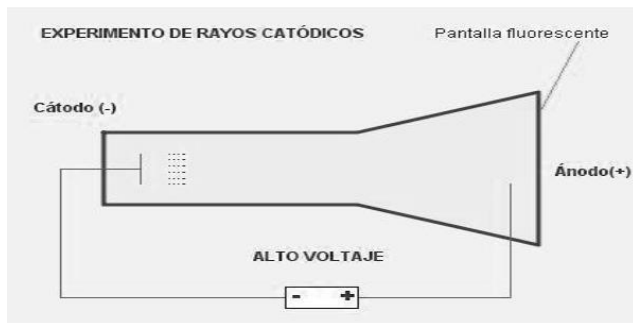 EXPERIMENTO DE RAYOS CATÓDICOS
Pantalla fluorescente
Cátodo (-)
Ánodo(+)
ALTO VOLTAJE
- +